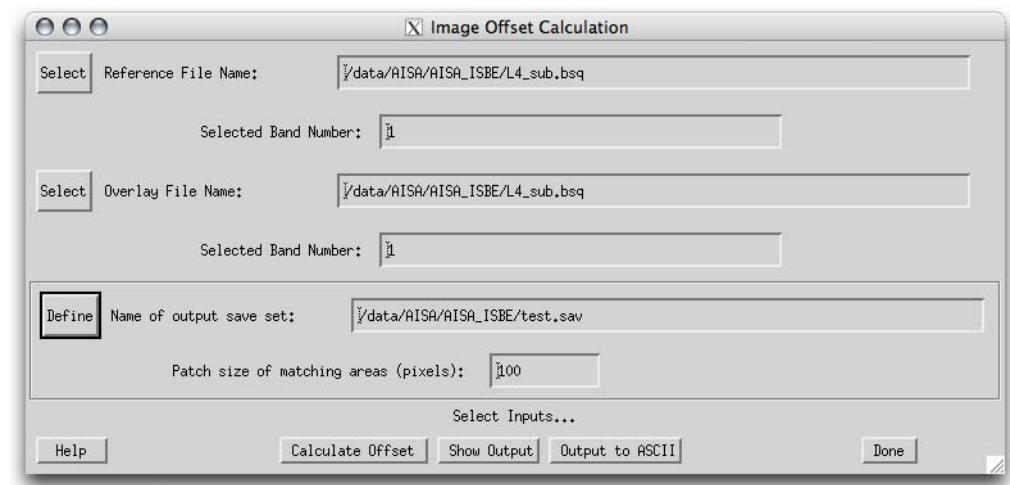 X Image Offset Calculation
Select Reference File Name: /data/AISA/AISA_ISBE/L4_sub.bsq
Selected Band Number: 1
Select Overlay File Name: /data/AISA/AISA_ISBE/L4_sub.bsq
Selected Band Number: 1
Define Name of output save set: /data/AISA/AISA_ISBE/test.sav
Patch size of matching areas (pixels): 100
Select Inputs...
Help Calculate Offset Show Output Output to ASCII Done